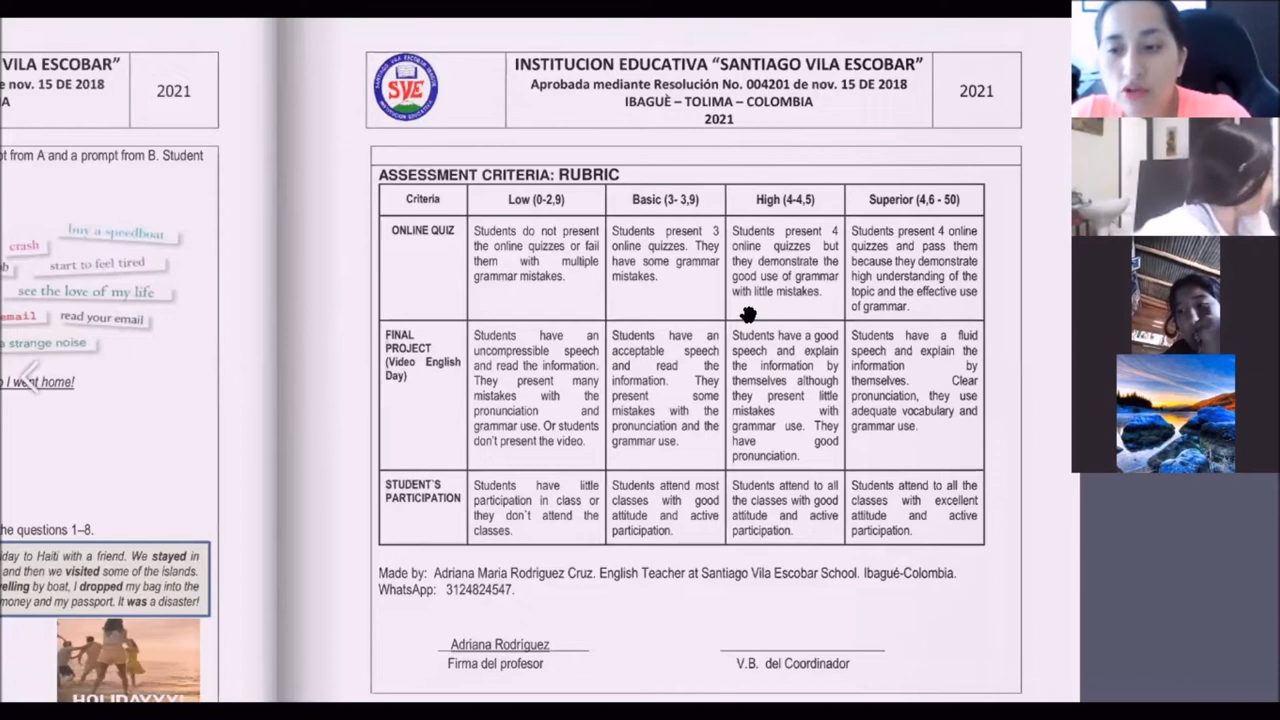 VILA ESCOBAR”
de nov. 15 DE 2018
A
2021
pt from A and a prompt from B. Student
buy a speedboat
crash
start to feel tired
see the love of my life
email
read your email
a strange noise
I went home!
he questions 1–8.
iday to Haiti with a friend. We stayed in
and then we visited some of the islands.
velling by boat, I dropped my bag into the
money and my passport. It was a disaster!
HOLIDAYYY!
SVE
INSTITUCION EDUCATIVA “SANTIAGO VILA ESCOBAR”
Aprobada mediante Resolución No. 004201 de nov. 15 DE 2018
IBAGUÈ – TOLIMA – COLOMBIA
2021
2021
ASSESSMENT CRITERIA: RUBRIC
Criteria
Low (0-2,9)
Basic (3- 3,9)
High (4-4,5)
Superior (4,6 - 50)
ONLINE QUIZ
Students do not present
the online quizzes or fail
them with multiple
grammar mistakes.
Students present 3
online quizzes. They
have some grammar
mistakes.
Students present 4
online quizzes but
they demonstrate the
good use of grammar
with little mistakes.
Students present 4 online
quizzes and pass them
because they demonstrate
high understanding of the
topic and the effective use
of grammar.
FINAL
PROJECT
(Video English
Day)
Students have an
uncompressible speech
and read the information.
They present many
mistakes with the
pronunciation and
grammar use. Or students
don’t present the video.
Students have an
acceptable speech
and read the
information. They
present some
mistakes with the
pronunciation and the
grammar use.
Students have a good
speech and explain
the information by
themselves although
they present little
mistakes with
grammar use. They
have good
pronunciation.
Students have a fluid
speech and explain the
information by
themselves. Clear
pronunciation, they use
adequate vocabulary and
grammar use.
STUDENT`S
PARTICIPATION
Students have little
participation in class or
they don`t attend the
classes.
Students attend most
classes with good
attitude and active
participation.
Students attend to all
the classes with good
attitude and active
participation.
Students attend to all the
classes with excellent
attitude and active
participation.
Made by: Adriana Maria Rodriguez Cruz. English Teacher at Santiago Vila Escobar School. Ibagué-Colombia.
WhatsApp: 3124824547.
Adriana Rodríguez
Firma del profesor
V.B. del Coordinador